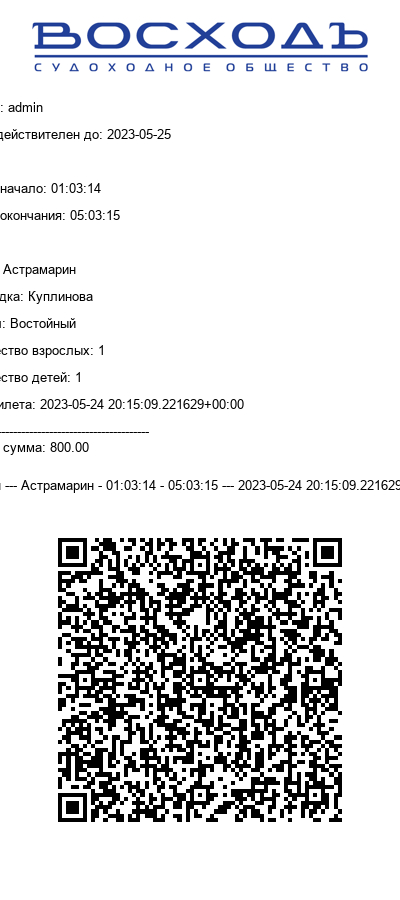 ВОСХОДЪ
СУДОХОДНОЕ ОБЩЕСТВО
: admin
действителен до: 2023-05-25
начало: 01:03:14
окончания: 05:03:15
Астрамарин
дка: Куплинова
: Востойный
ство взрослых: 1
ство детей: 1
илета: 2023-05-24 20:15:09.221629+00:00
---------------------------------------
сумма: 800.00
--- Астрамарин - 01:03:14 - 05:03:15 --- 2023-05-24 20:15:09.221629